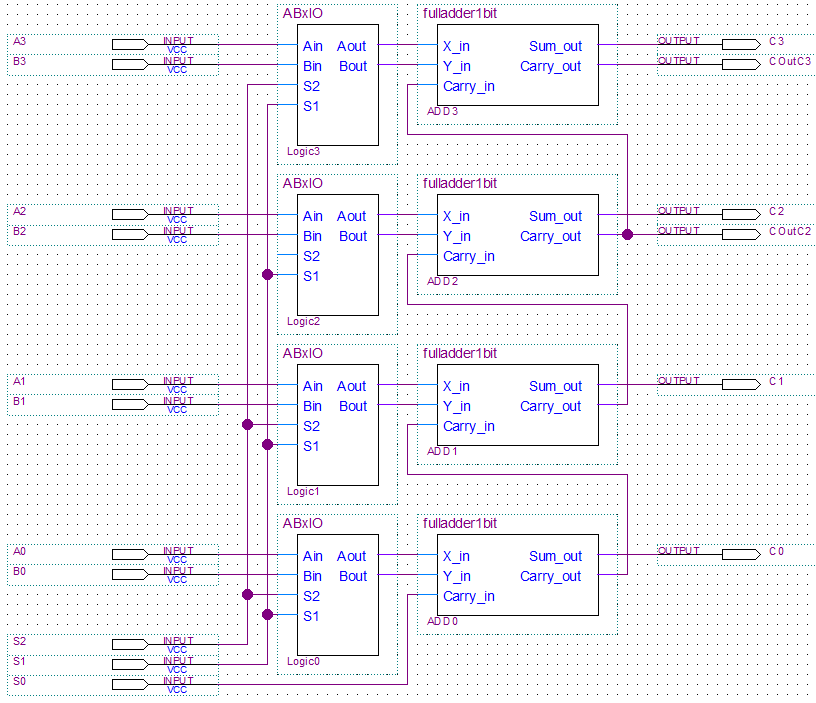 ABxIO fulladder1bit
A3 INPUT VCC Ain Aout X_in Sum_out OUTPUT C3
B3 INPUT VCC Bin Bout Y_in Carry_out OUTPUT COutC3
S2 Carry_in
S1 ADD3
Logic3
ABxIO fulladder1bit
A2 INPUT VCC Ain Aout X_in Sum_out OUTPUT C2
B2 INPUT VCC Bin Bout Y_in Carry_out OUTPUT COutC2
S2 Carry_in
S1 ADD2
Logic2
ABxIO fulladder1bit
A1 INPUT VCC Ain Aout X_in Sum_out OUTPUT C1
B1 INPUT VCC Bin Bout Y_in Carry_out
S2 Carry_in
S1 ADD1
Logic1
ABxIO fulladder1bit
A0 INPUT VCC Ain Aout X_in Sum_out OUTPUT C0
B0 INPUT VCC Bin Bout Y_in Carry_out
S2 Carry_in
S1 ADD0
S2 INPUT VCC
S1 INPUT VCC Logic0
S0 INPUT VCC